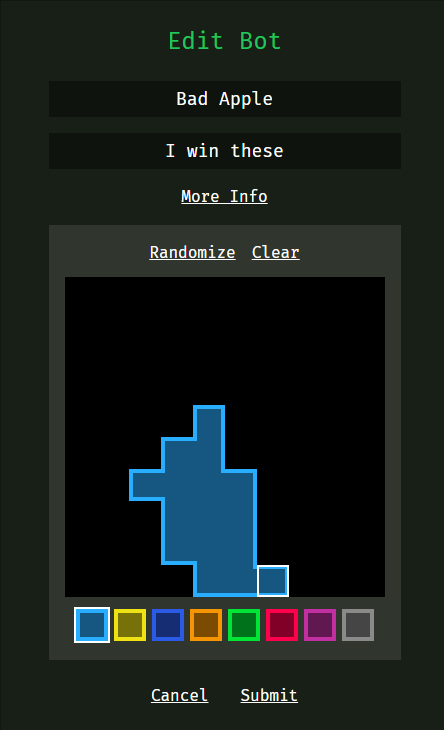 Edit Bot
Bad Apple
I win these
More Info
Randomize Clear
Cancel Submit